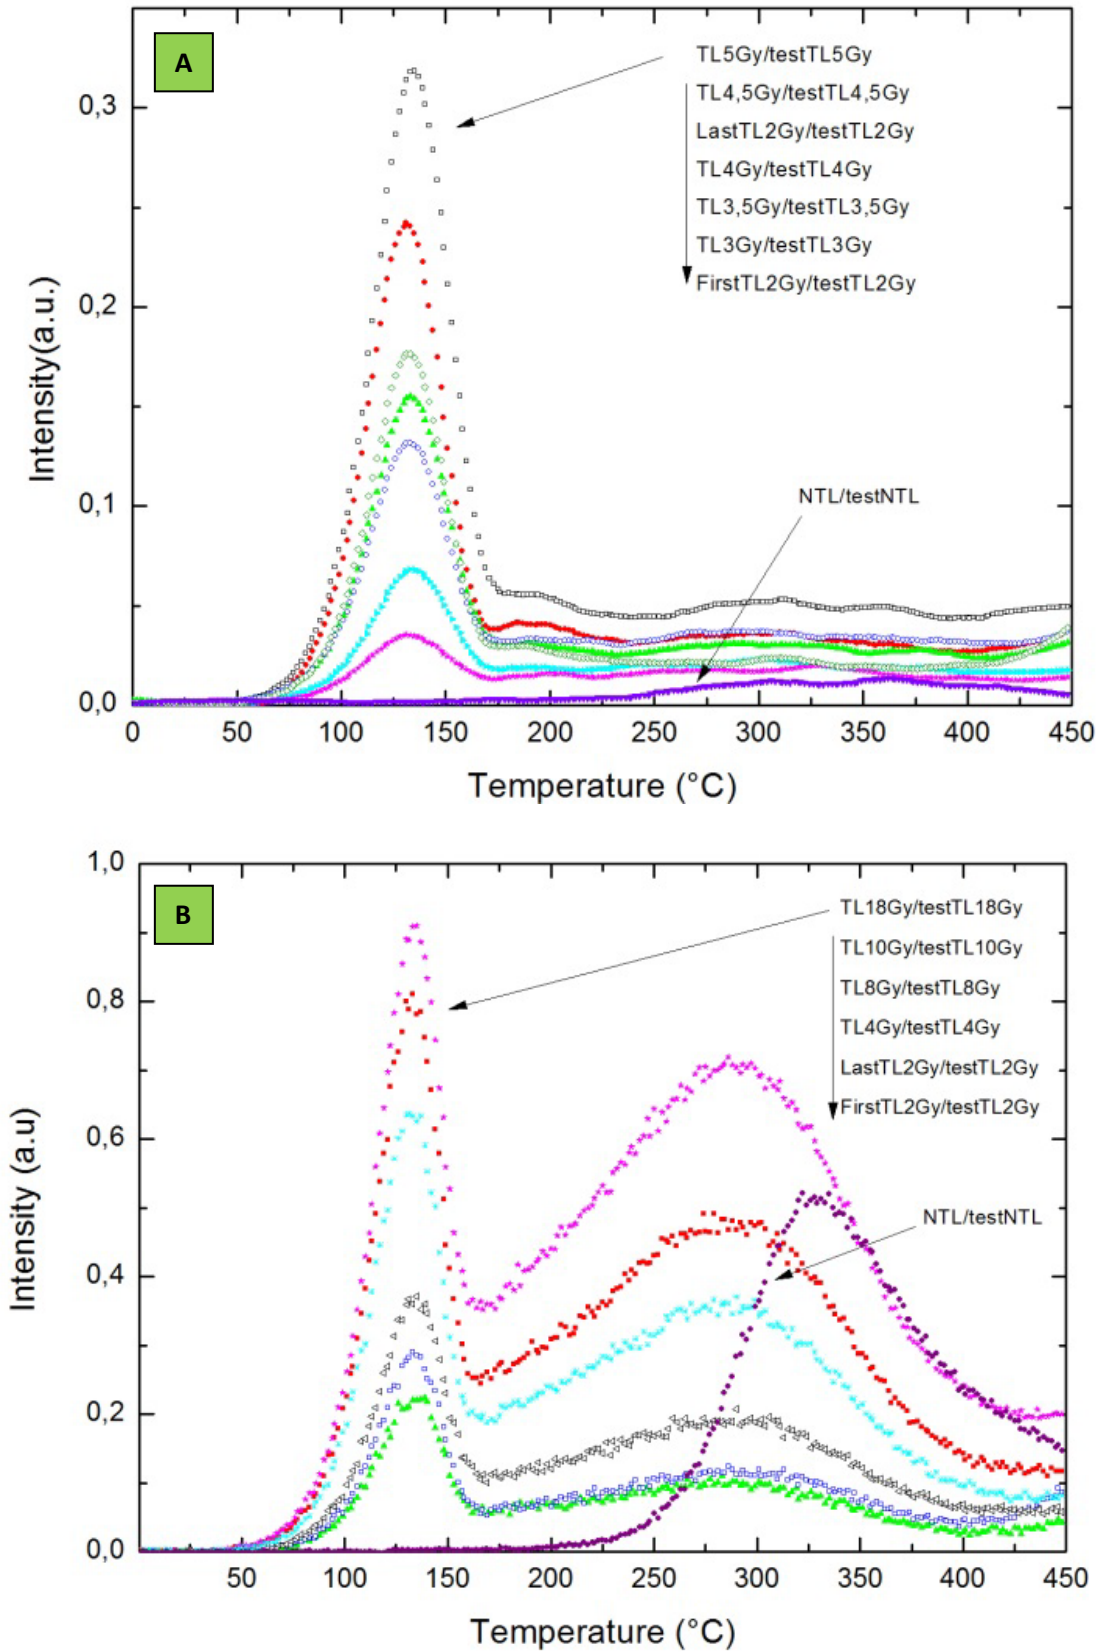 A
TL5Gy/testTL5Gy
TL4,5Gy/testTL4,5Gy
LastTL2Gy/testTL2Gy
TL4Gy/testTL4Gy
TL3,5Gy/testTL3,5Gy
TL3Gy/testTL3Gy
FirstTL2Gy/testTL2Gy
NTL/testNTL
0,3
0,2
0,1
0,0
Intensity(a.u.)
0 50 100 150 200 250 300 350 400 450
Temperature (°C)
B
TL18Gy/testTL18Gy
TL10Gy/testTL10Gy
TL8Gy/testTL8Gy
TL4Gy/testTL4Gy
LastTL2Gy/testTL2Gy
FirstTL2Gy/testTL2Gy
NTL/testNTL
1,0
0,8
0,6
0,4
0,2
0,0
Intensity (a.u)
50 100 150 200 250 300 350 400 450
Temperature (°C)